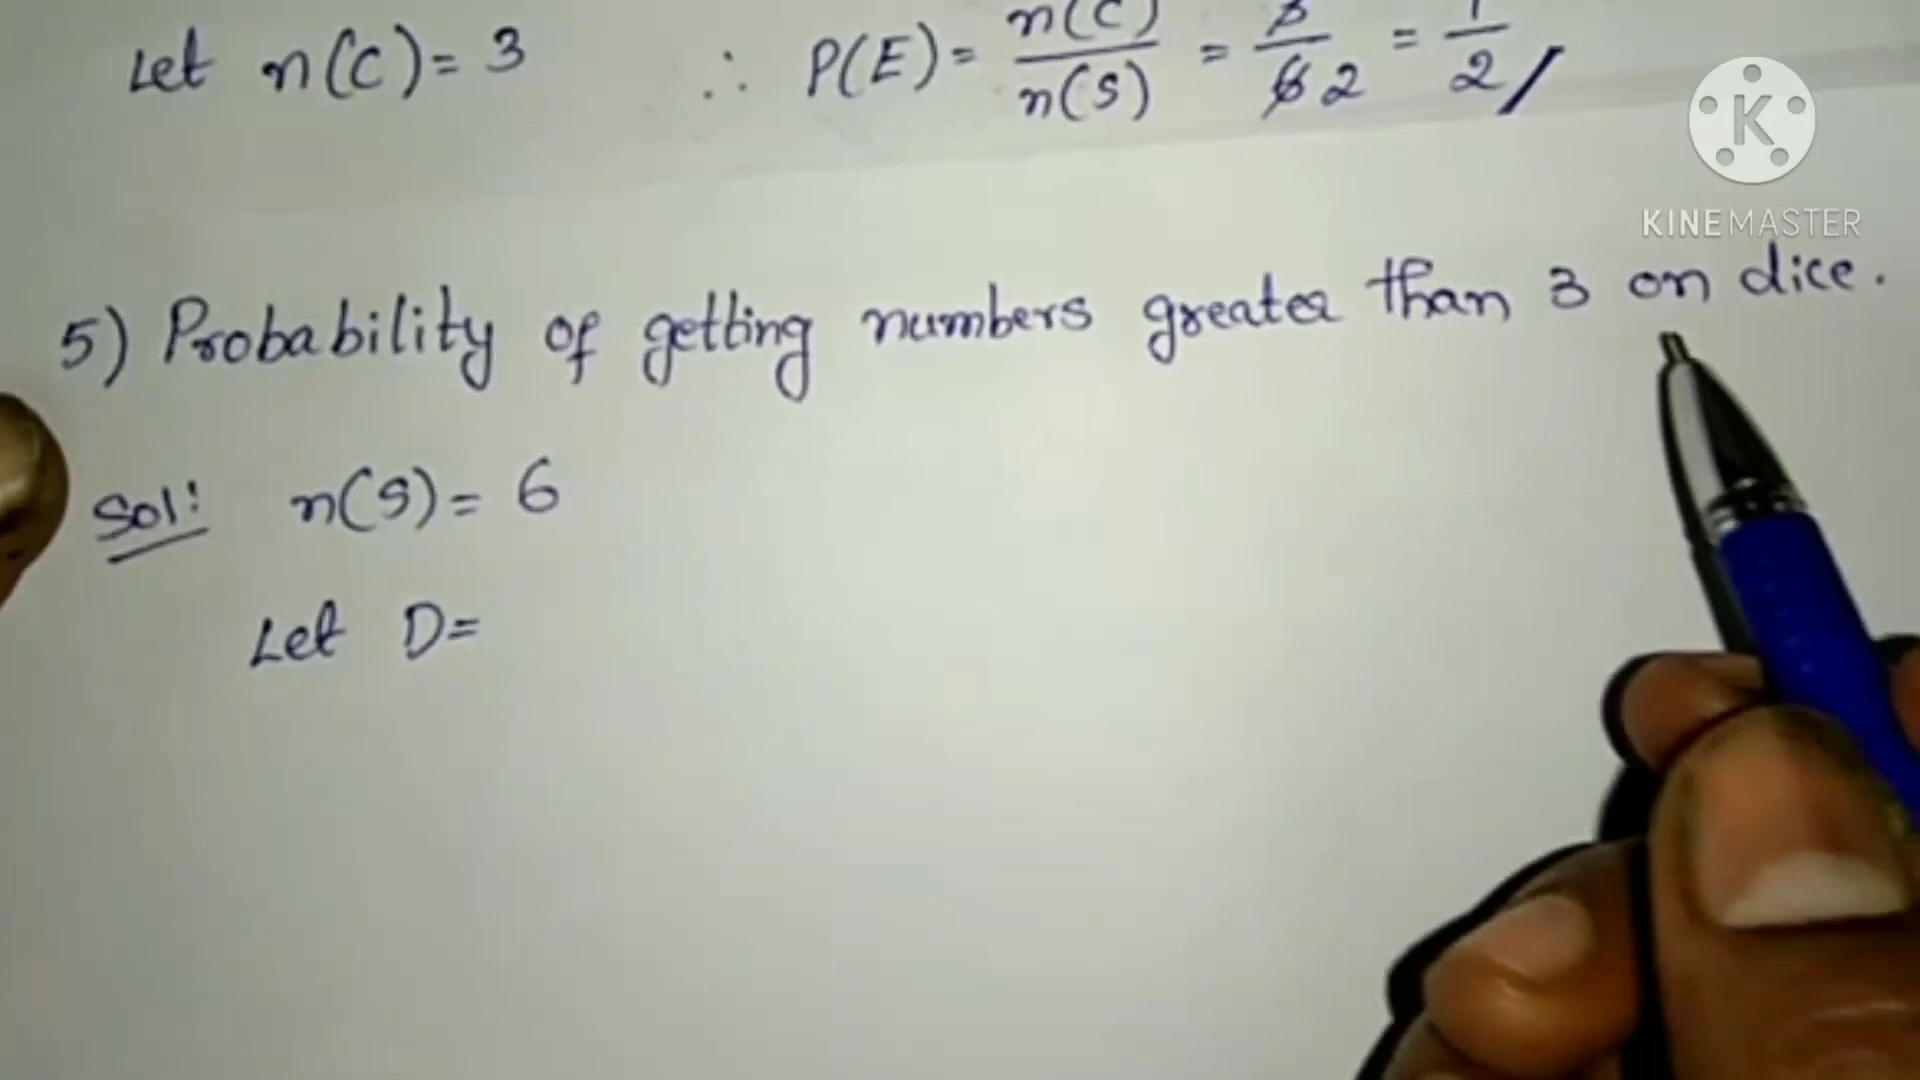 Let n(C) = 3 ∴ P(E) = n(C)/n(S) = 3/6 2 = 1/2 /
K
KINEMASTER
5) Probability of getting numbers greater than 3 on dice.
Sol: n(S) = 6
Let D=